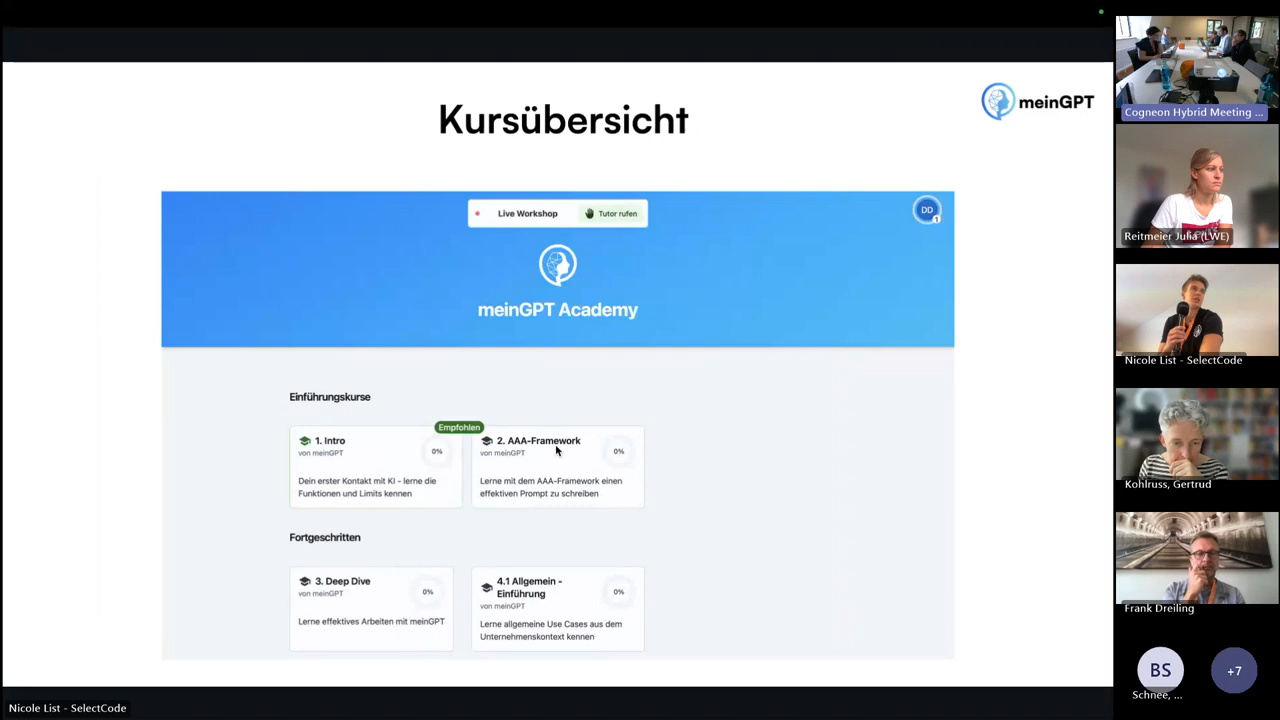 Kursübersicht
meinGPT
Live Workshop
Tutor rufen
DD
1
meinGPT Academy
Einführungskurse
Empfohlen
1. Intro
von meinGPT
0%
Dein erster Kontakt mit KI - lerne die
Funktionen und Limits kennen
2. AAA-Framework
von meinGPT
0%
Lerne mit dem AAA-Framework einen
effektiven Prompt zu schreiben
Fortgeschritten
3. Deep Dive
von meinGPT
0%
Lerne effektives Arbeiten mit meinGPT
4.1 Allgemein -
Einführung
von meinGPT
0%
Lerne allgemeine Use Cases aus dem
Unternehmenskontext kennen
Nicole List - SelectCode
Cogneon Hybrid Meeting ...
Reitmeier Julia (LWE)
Nicole List - SelectCode
Kohlruss, Gertrud
Frank Dreiling
BS
Schnee, ...
+7